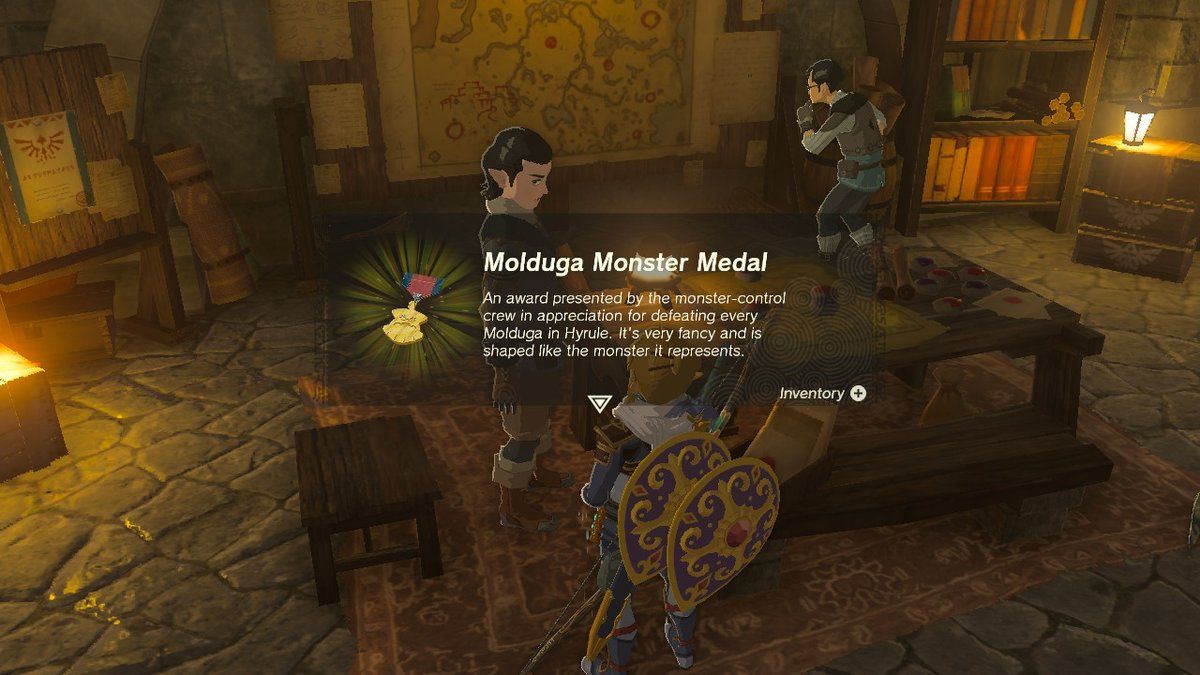 Molduga Monster Medal
An award presented by the monster-control
crew in appreciation for defeating every
Molduga in Hyrule. It's very fancy and is
shaped like the monster it represents.
Inventory